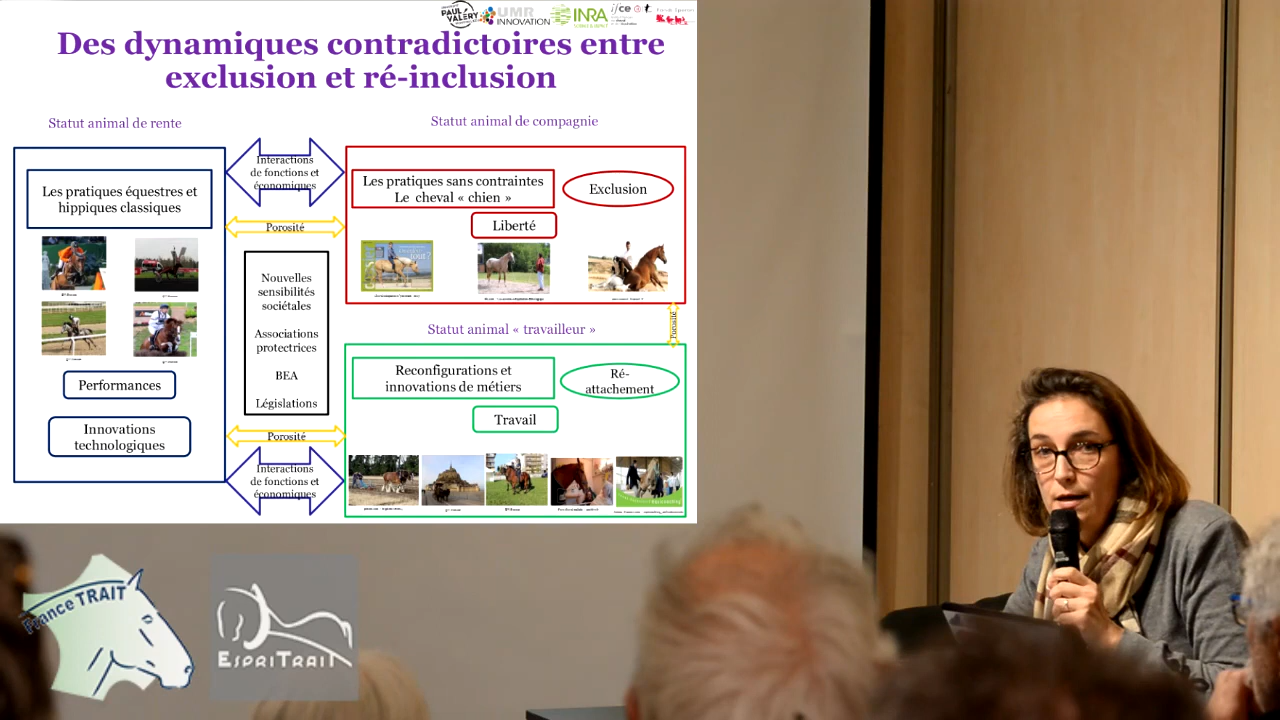 PAUL
VALÉRY
UMR
INNOVATION
INRA
ifce
Des dynamiques contradictoires entre
exclusion et ré-inclusion
Statut animal de rente
Statut animal de compagnie
Les pratiques équestres et
hippiques classiques
Performances
Innovations
technologiques
Interactions
de fonctions et
économiques
Porosité
Nouvelles
sensibilités
sociétales
Associations
protectrices
BEA
Législations
Porosité
Interactions
de fonctions et
économiques
Les pratiques sans contraintes
Le cheval « chien »
Exclusion
Liberté
Porosité
Statut animal « travailleur »
Reconfigurations et
innovations de métiers
Ré-
attachement
Travail
France TRAIT
ESPRITRAIT